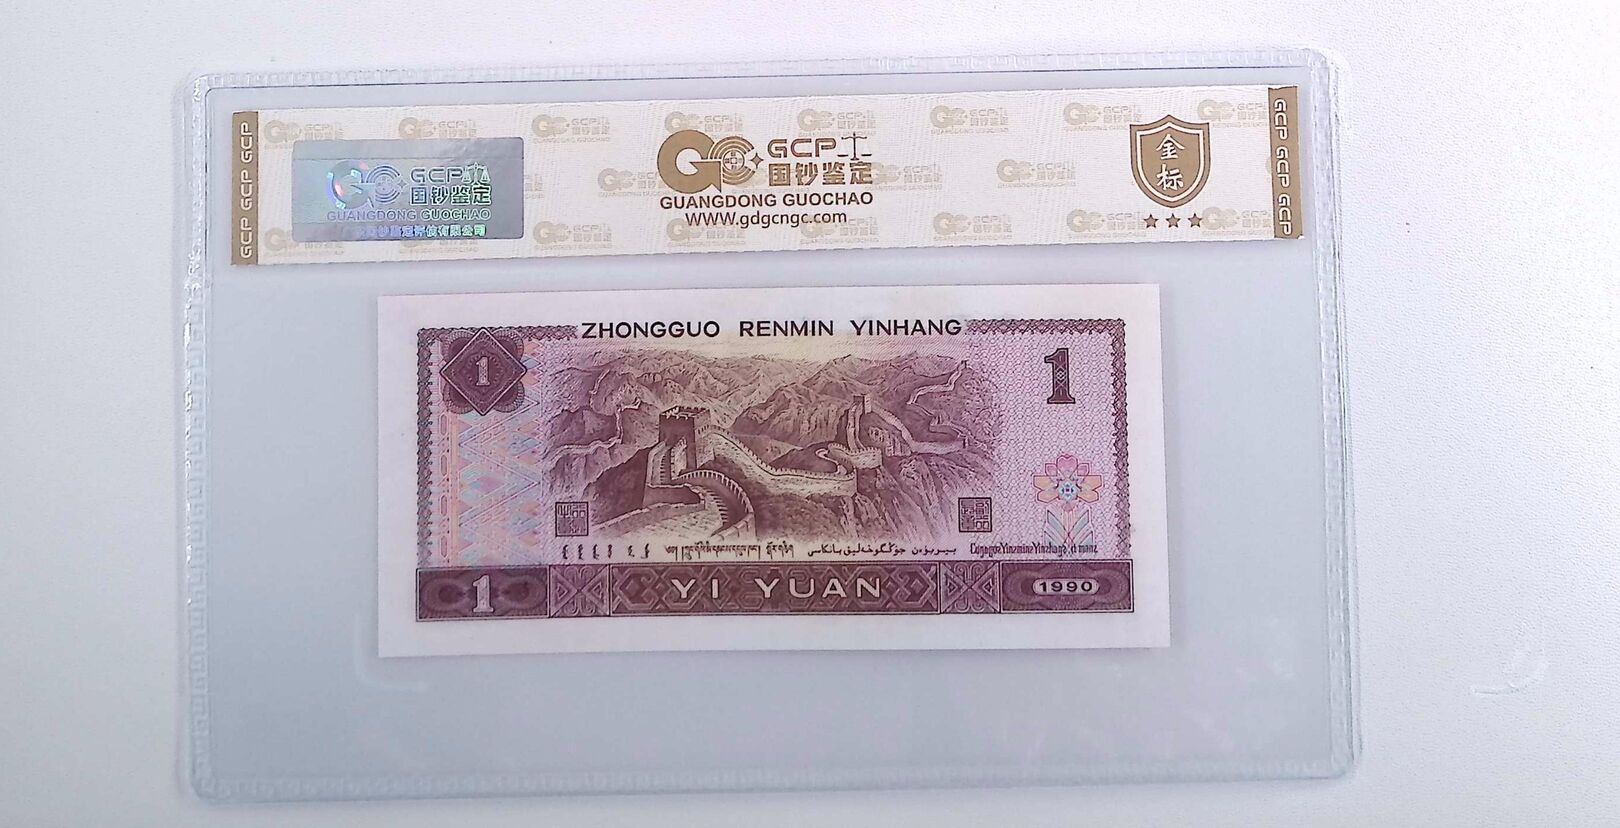 GCP GCP GCP
GCP
国钞鉴定
GUANGDONG GUOCHAO
GCP
国钞鉴定
GUANGDONG GUOCHAO
WWW.gdgcngc.com
金
标
GCP GCP GCP
ZHONGGUO RENMIN YINHANG
1
1
1
YI YUAN
1990